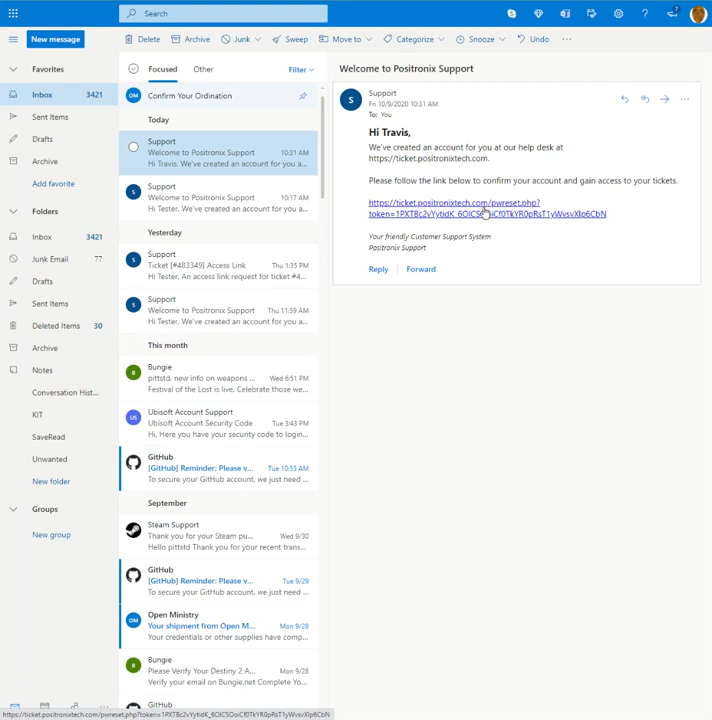 Search
7
New message
Delete
Archive
Junk
Sweep
Move to
Categorize
Snooze
Undo
Favorites
Inbox 3421
Sent Items
Drafts
Archive
Add favorite
Folders
Inbox 3421
Junk Email 77
Drafts
Sent Items
Deleted Items 30
Archive
Notes
Conversation Hist...
KIT
SaveRead
Unwanted
New folder
Groups
New group
Focused Other Filter
OM Confirm Your Ordination
Today
Support
Welcome to Positronix Support 10:31 AM
Hi Travis, We've created an account for you a...
S Support
Welcome to Positronix Support 10:17 AM
Hi Tester, We've created an account for you a...
Yesterday
S Support
Ticket [#483349] Access Link Thu 1:35 PM
Hi Tester, An access link request for ticket #4...
S Support
Welcome to Positronix Support Thu 11:59 AM
Hi Tester, We've created an account for you a...
This month
B Bungie
pittstd, new info on weapons ... Wed 6:51 PM
Festival of the Lost is live. Celebrate those we...
US Ubisoft Account Support
Ubisoft Account Security Code Tue 3:43 PM
Hi, Here you have your security code to login...
GitHub
[GitHub] Reminder: Please v... Tue 10:55 AM
To secure your GitHub account, we just need ...
September
Steam Support
Thank you for your Steam pu... Wed 9/30
Hello pittstd Thank you for your recent trans...
GitHub
[GitHub] Reminder: Please v... Tue 9/29
To secure your GitHub account, we just need ...
OM Open Ministry
Your shipment from Open M... Mon 9/28
Your credentials or other supplies have comp...
B Bungie
Please Verify Your Destiny 2 A... Mon 9/28
Verify your email on Bungie.net Complete Yo...
GitHub
Welcome to Positronix Support
S Support
Fri 10/9/2020 10:31 AM
To: You
Hi Travis,
We've created an account for you at our help desk at
https://ticket.positronixtech.com.
Please follow the link below to confirm your account and gain access to your tickets.
https://ticket.positronixtech.com/pwreset.php?
Your friendly Customer Support System
Positronix Support
Reply Forward